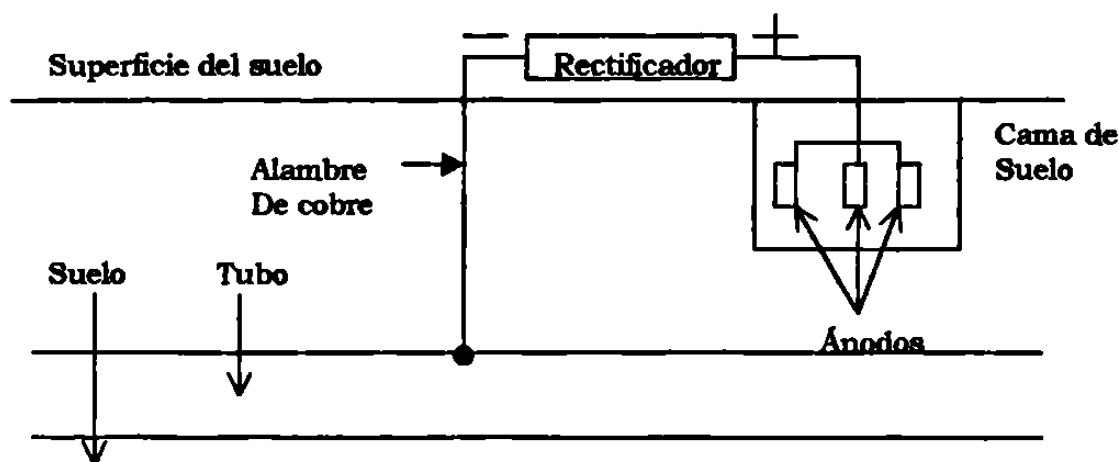 − +
Superficie del suelo
Rectificador
Cama de
Suelo
Alambre
De cobre
Suelo
Tubo
Ánodos